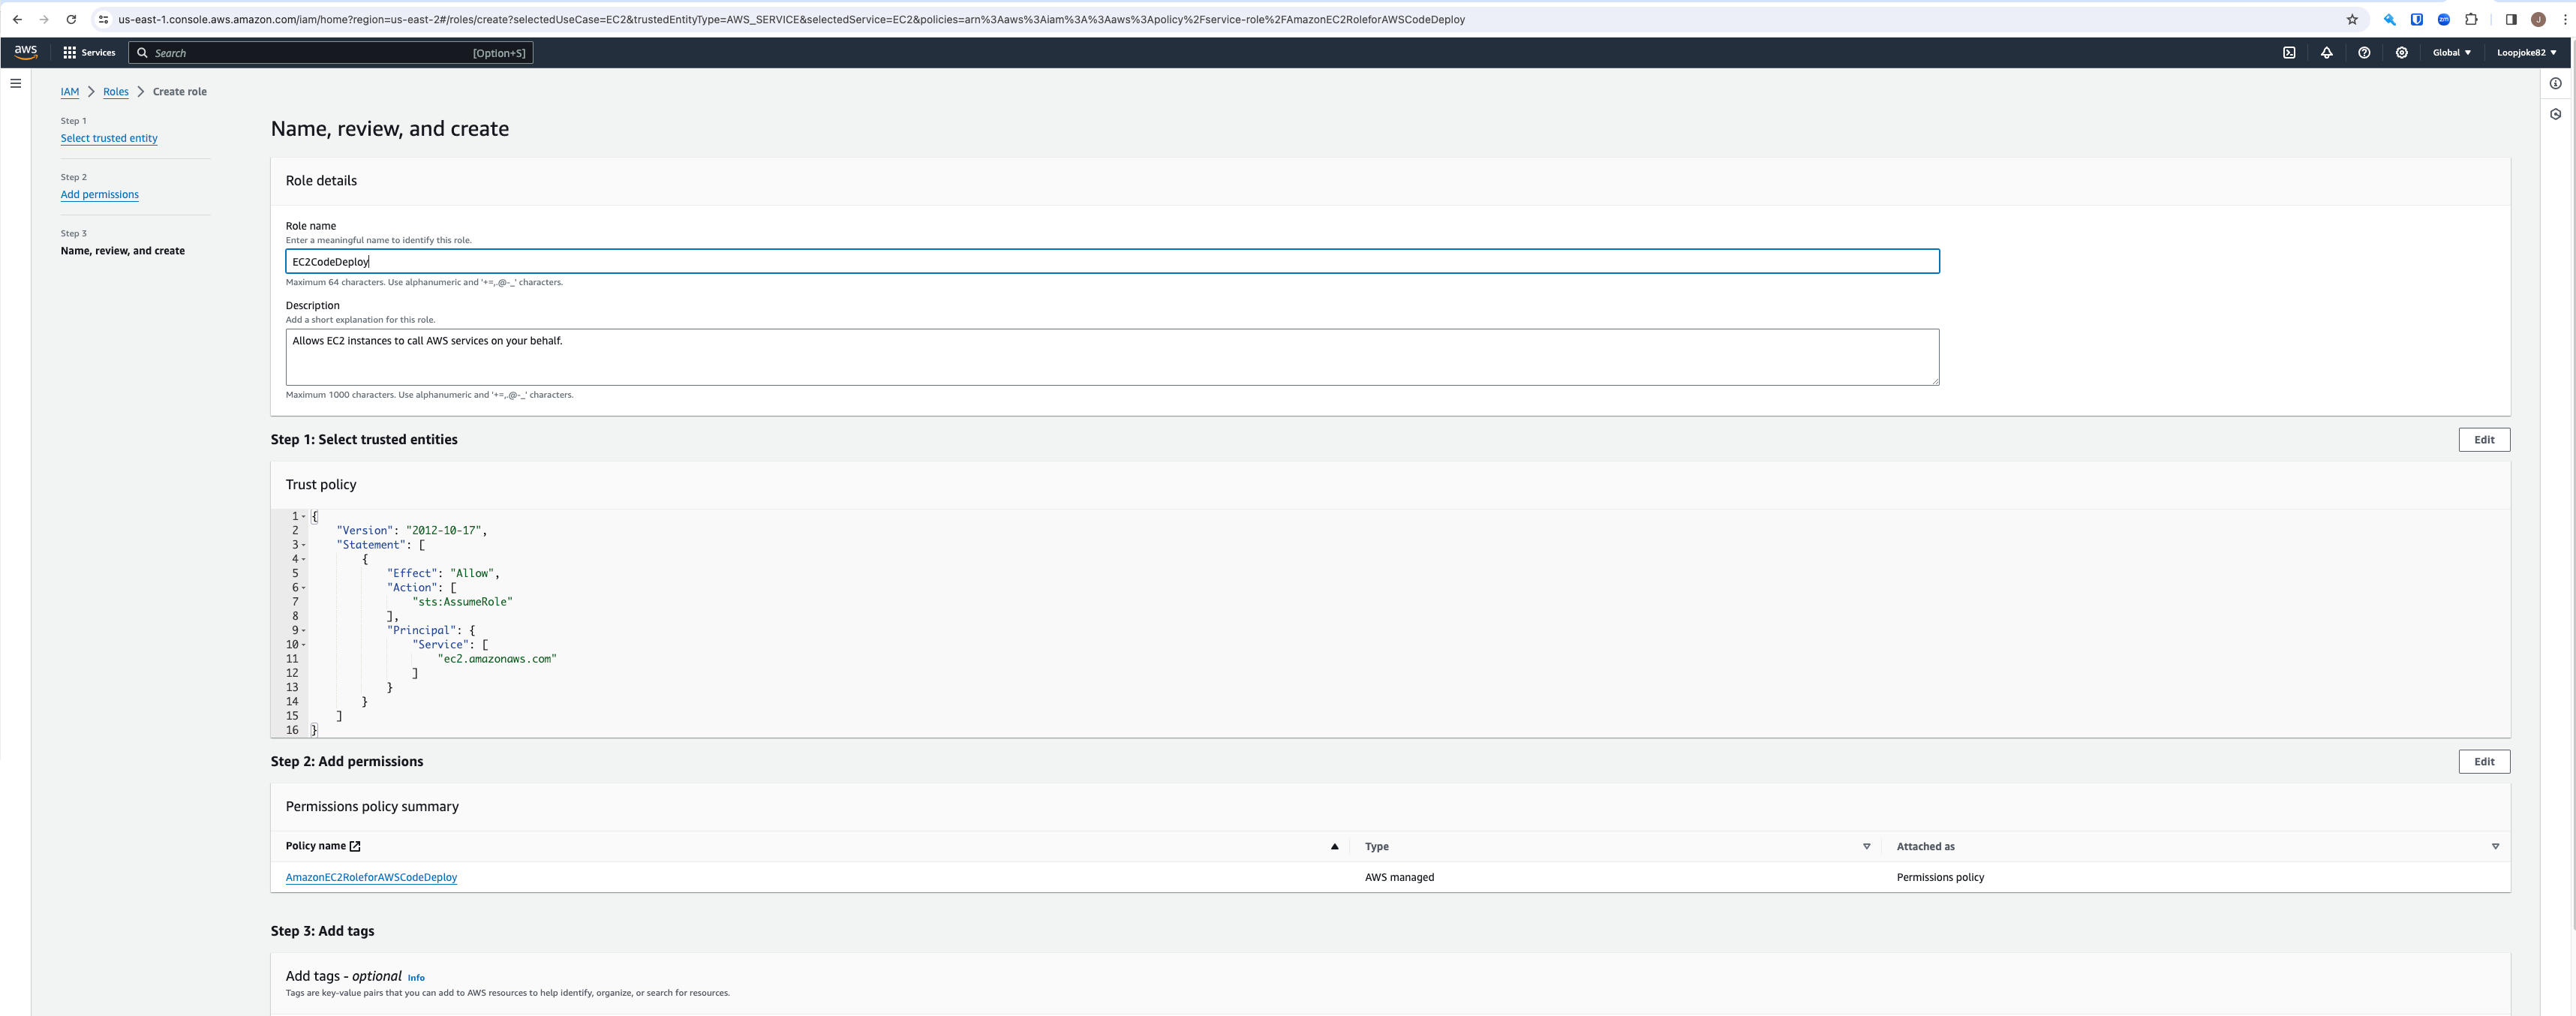 us-east-1.console.aws.amazon.com/iam/home?region=us-east-2#/roles/create?selectedUseCase=EC2&trustedEntityType=AWS_SERVICE&selectedService=EC2&policies=arn%3Aaws%3Aiam%3A%3Aaws%3Apolicy%2Fservice-role%2FAmazonEC2RoleforAWSCodeDeploy
zm
J
aws
Services
Search
[Option+S]
Global
Loopjoke82
IAM
Roles
Create role
Step 1
Select trusted entity
Step 2
Add permissions
Step 3
Name, review, and create
Name, review, and create
Role details
Role name
Enter a meaningful name to identify this role.
EC2CodeDeploy
Maximum 64 characters. Use alphanumeric and '+=,.@-_' characters.
Description
Add a short explanation for this role.
Allows EC2 instances to call AWS services on your behalf.
Maximum 1000 characters. Use alphanumeric and '+=,.@-_' characters.
Step 1: Select trusted entities
Edit
Trust policy
1 {
2 "Version": "2012-10-17",
3 "Statement": [
4 {
5 "Effect": "Allow",
6 "Action": [
7 "sts:AssumeRole"
8 ],
9 "Principal": {
10 "Service": [
11 "ec2.amazonaws.com"
12 ]
13 }
14 }
15 ]
16 }
Step 2: Add permissions
Edit
Permissions policy summary
Policy name
Type
Attached as
AmazonEC2RoleforAWSCodeDeploy
AWS managed
Permissions policy
Step 3: Add tags
Add tags - optional Info
Tags are key-value pairs that you can add to AWS resources to help identify, organize, or search for resources.